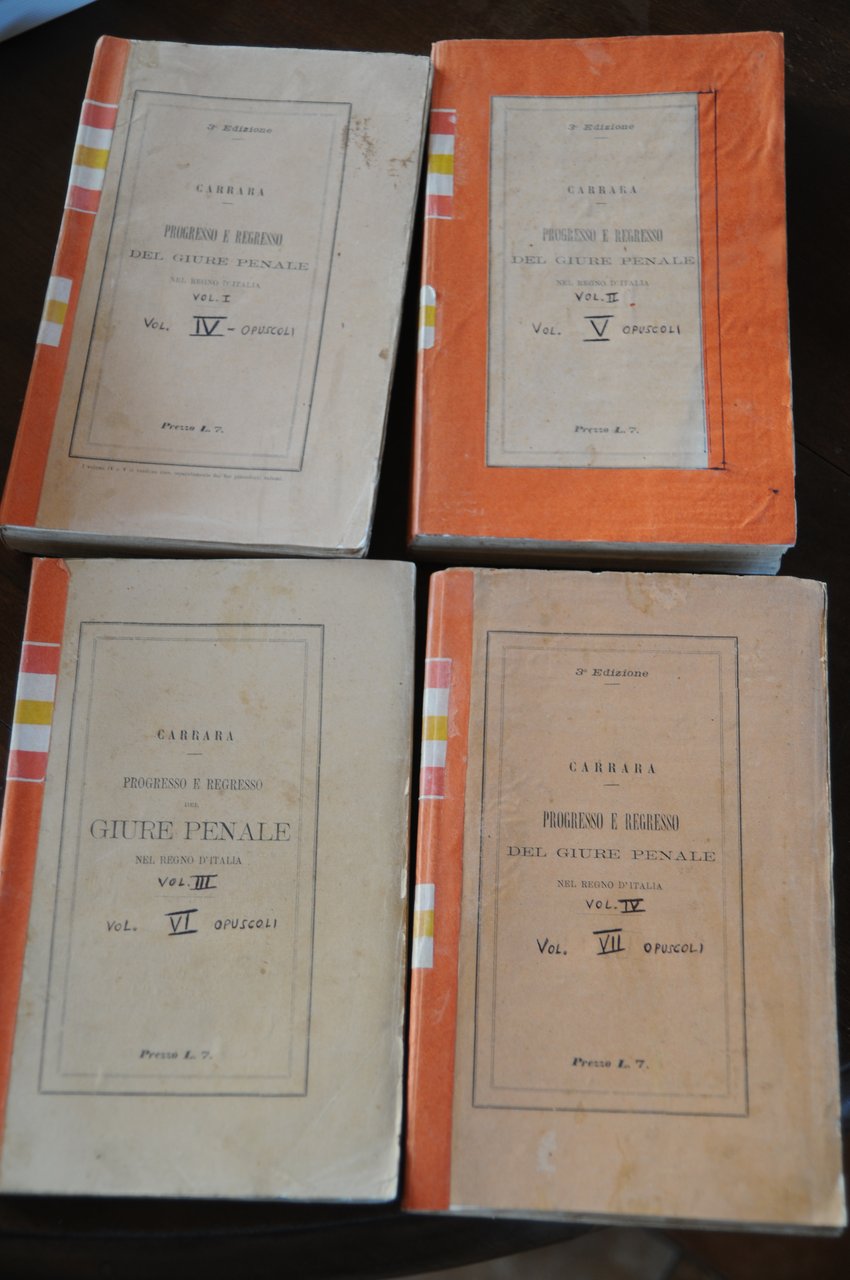 3ª Edizione
CARRARA
PROGRESSO E REGRESSO
DEL GIURE PENALE
NEL REGNO D'ITALIA
VOL. I
VOL. IV - OPUSCOLI
Prezzo L. 7.
3ª Edizione
CARRARA
PROGRESSO E REGRESSO
DEL GIURE PENALE
NEL REGNO D'ITALIA
VOL. II
VOL. V OPUSCOLI
Prezzo L. 7.
CARRARA
PROGRESSO E REGRESSO
DEL
GIURE PENALE
NEL REGNO D'ITALIA
VOL. III
VOL. VI OPUSCOLI
Prezzo L. 7.
3ª Edizione
CARRARA
PROGRESSO E REGRESSO
DEL GIURE PENALE
NEL REGNO D'ITALIA
VOL. IV
VOL. VII OPUSCOLI
Prezzo L. 7.